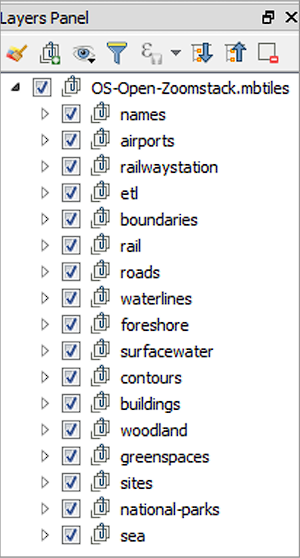 Layers Panel
OS-Open-Zoomstack.mbtiles
names
airports
railwaystation
etl
boundaries
rail
roads
waterlines
foreshore
surfacewater
contours
buildings
woodland
greenspaces
sites
national-parks
sea